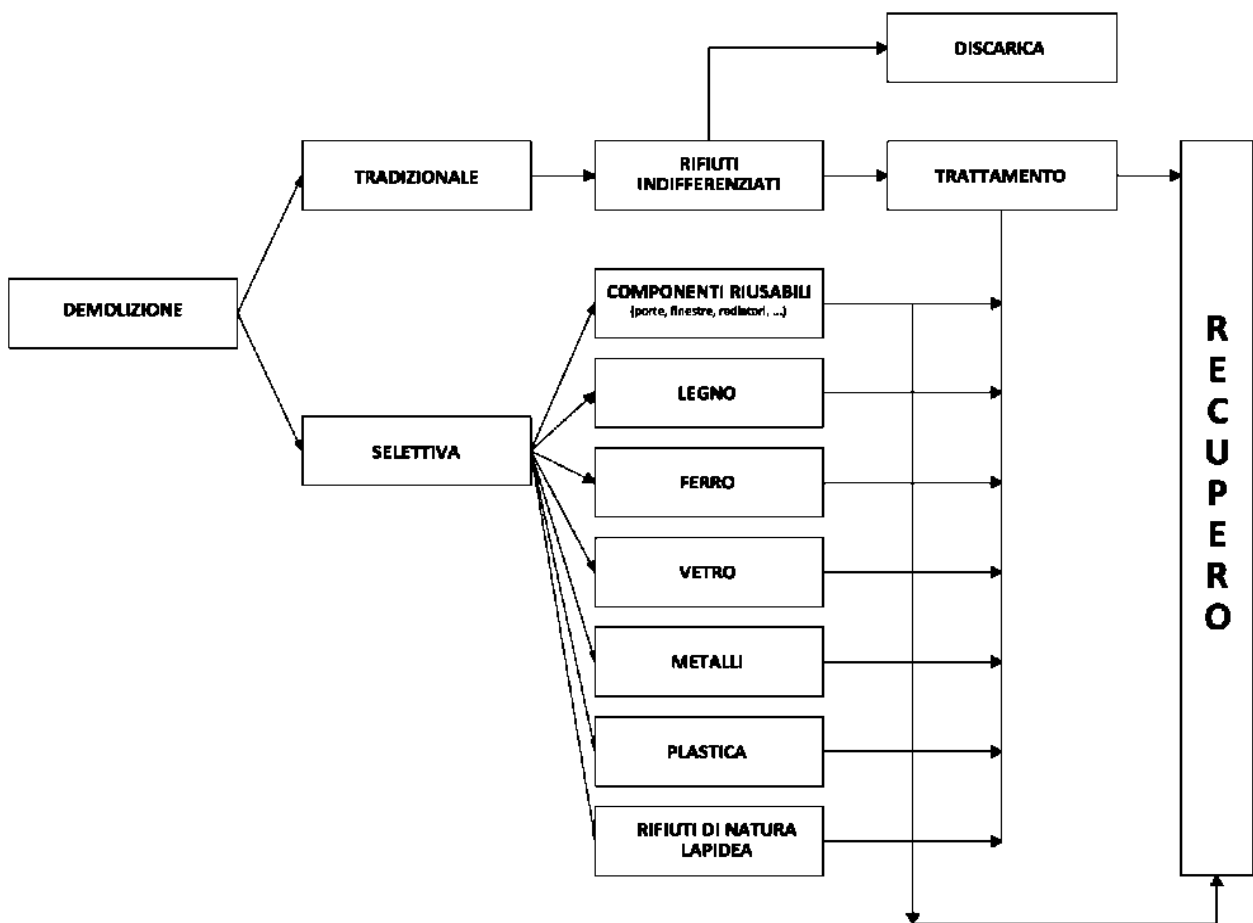 DISCARICA
TRADIZIONALE
RIFIUTI
INDIFFERENZIATI
TRATTAMENTO
DEMOLIZIONE
COMPONENTI RIUSABILI
(porte, finestre, radiatori, ...)
LEGNO
SELETTIVA
FERRO
VETRO
METALLI
PLASTICA
RIFIUTI DI NATURA
LAPIDEA
RECUPERO